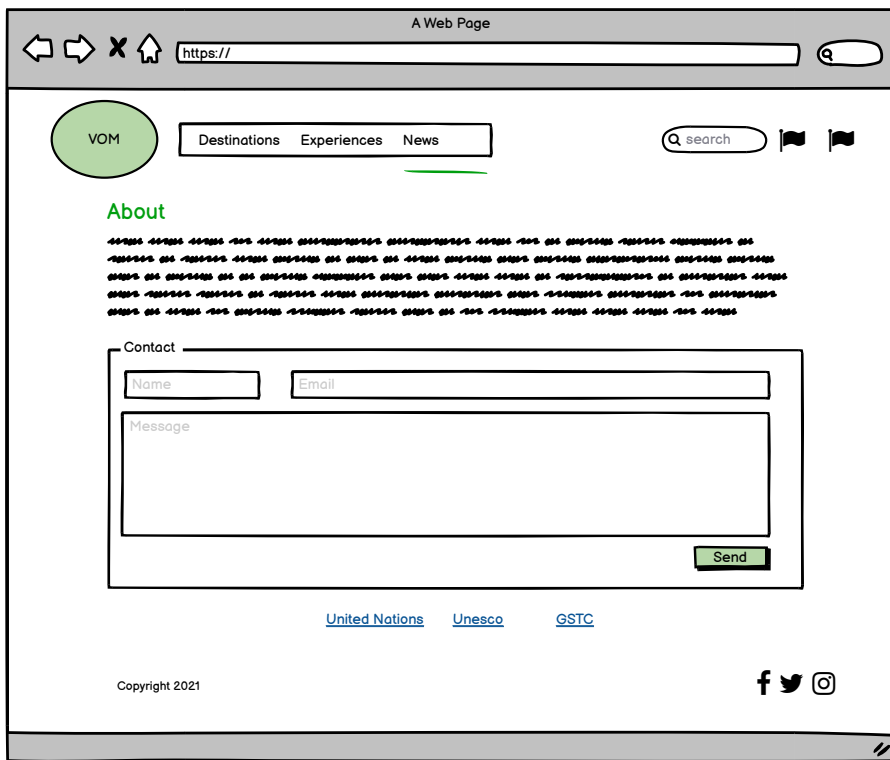 A Web Page
https://
VOM
Destinations Experiences News
search
About
Contact
Name Email
Message
Send
United Nations Unesco GSTC
Copyright 2021